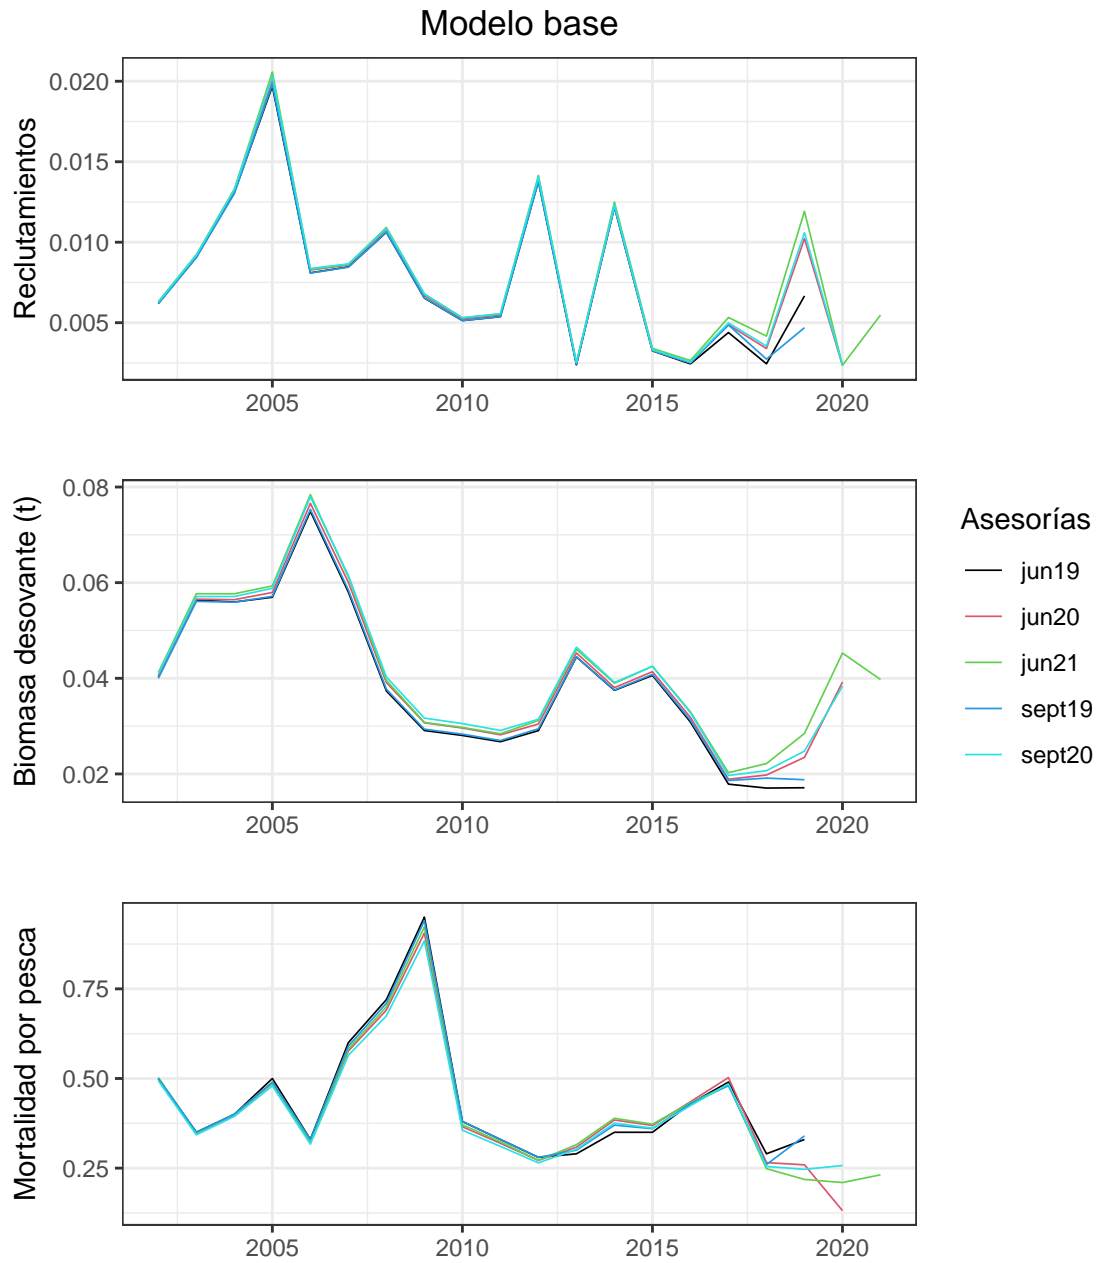 Modelo base
Reclutamientos
0.020
0.015
0.010
0.005
2005 2010 2015 2020
Biomasa desovante (t)
0.08
0.06
0.04
0.02
2005 2010 2015 2020
Asesorías
jun19
jun20
jun21
sept19
sept20
Mortalidad por pesca
0.75
0.50
0.25
2005 2010 2015 2020